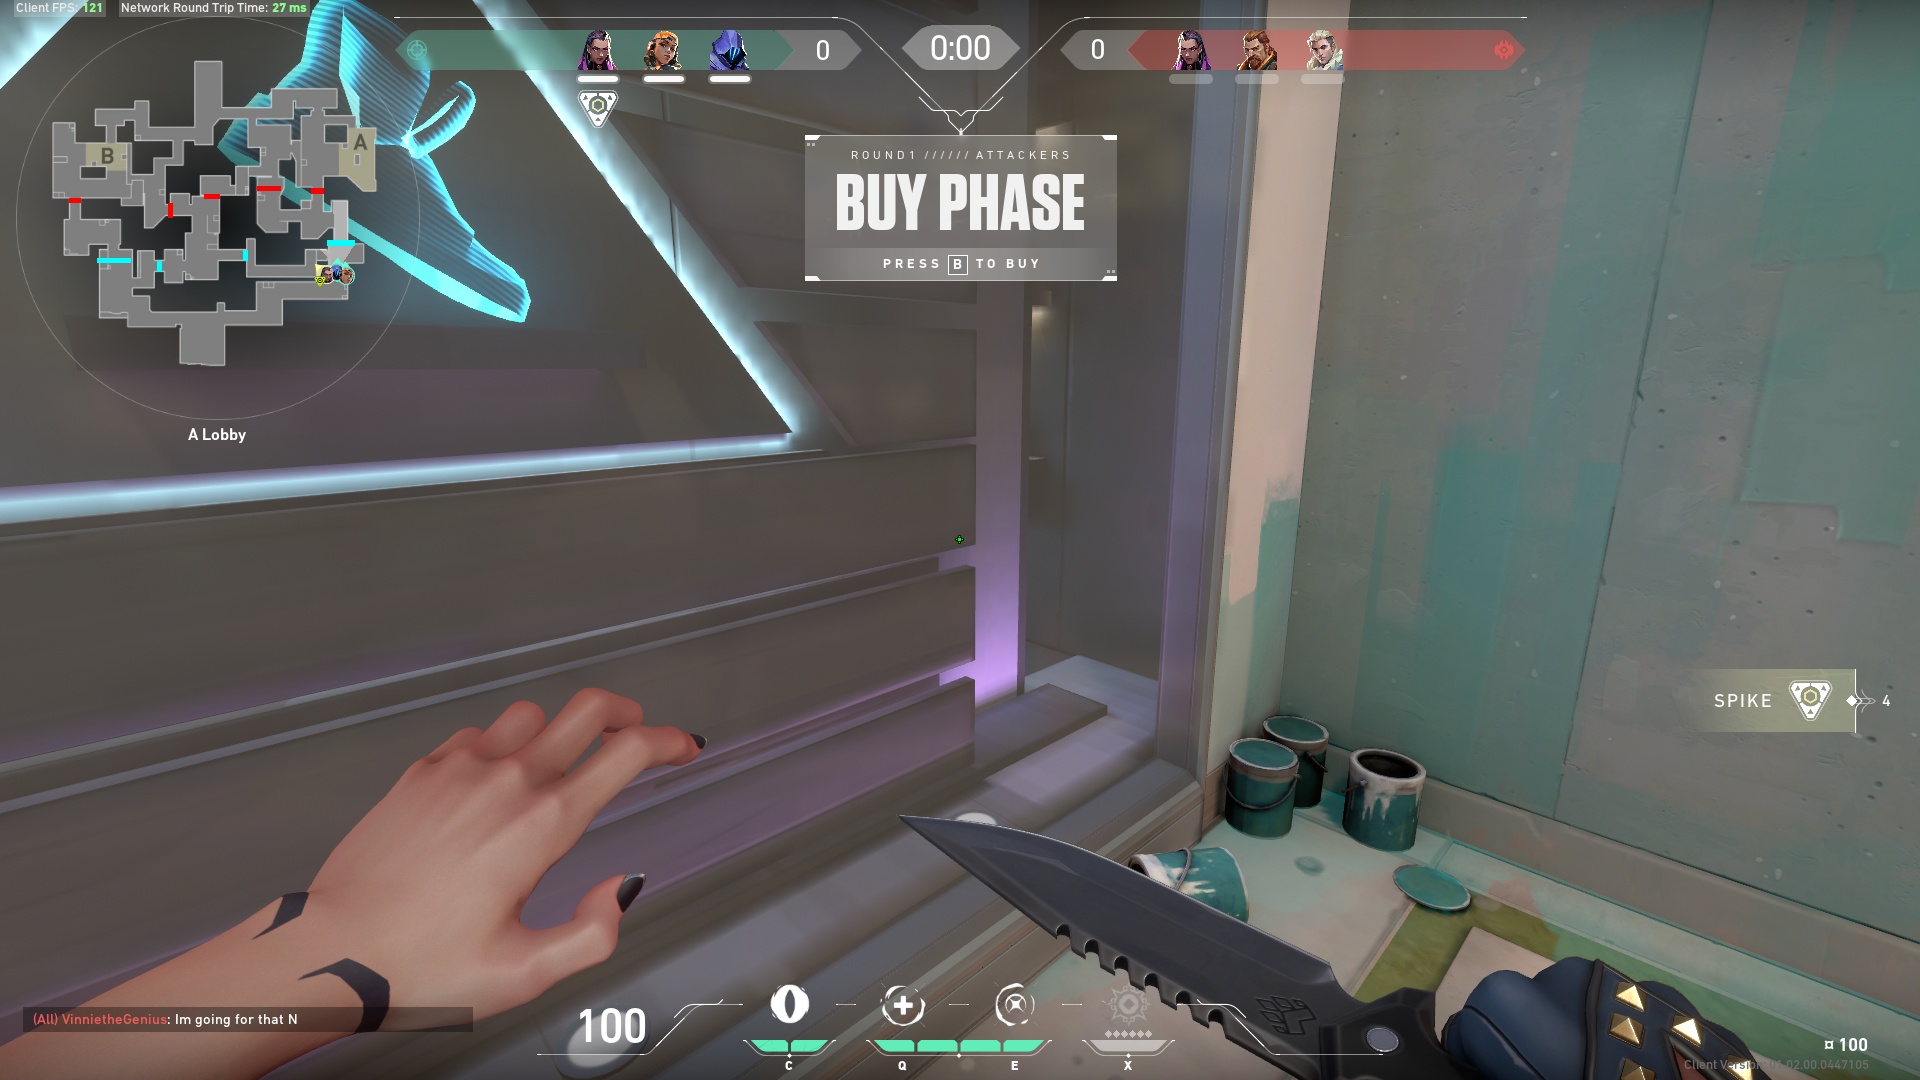 Client FPS: 121
Network Round Trip Time: 27 ms
0
0:00
0
ROUND 1 ////// ATTACKERS
BUY PHASE
PRESS B TO BUY
A
B
A Lobby
SPIKE
4
(All) VinnietheGenius: Im going for that N
100
C
Q
E
X
¤ 100